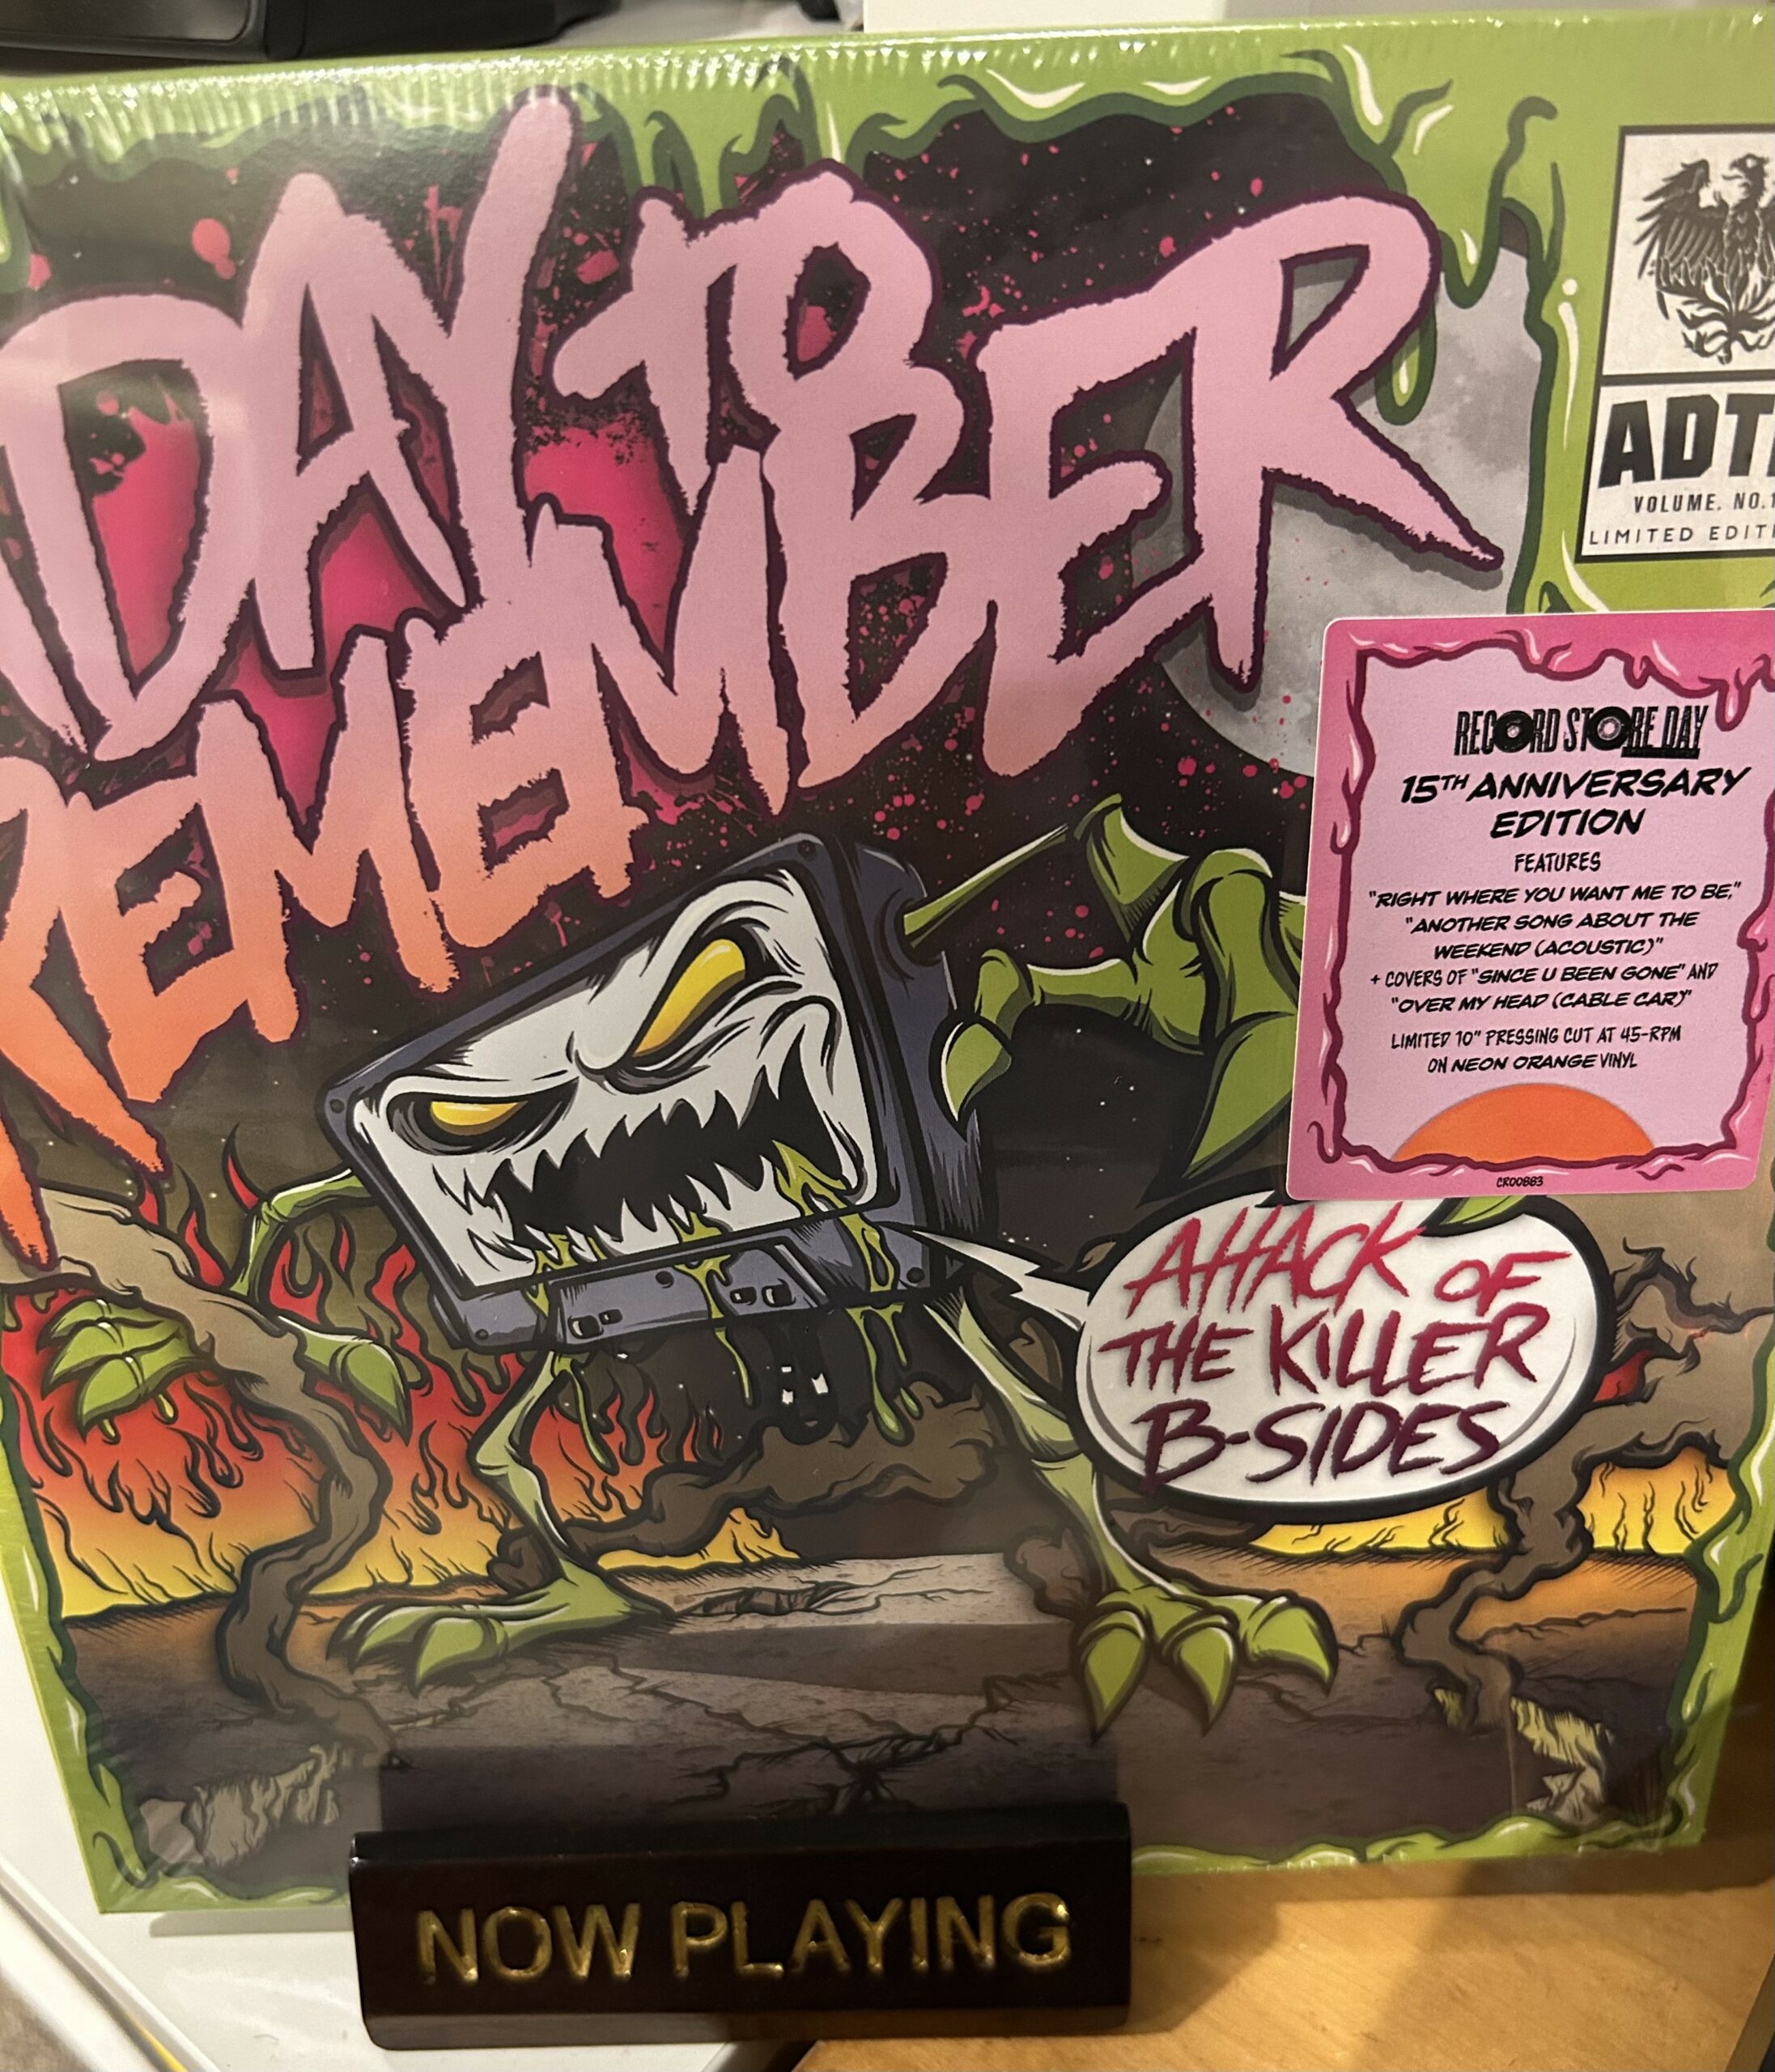 DAY TO
REMEMBER
ADT
VOLUME. NO.1
LIMITED EDITI
RECORD STORE DAY
15TH ANNIVERSARY
EDITION
FEATURES
"RIGHT WHERE YOU WANT ME TO BE,"
"ANOTHER SONG ABOUT THE
WEEKEND (ACOUSTIC)"
+ COVERS OF "SINCE U BEEN GONE" AND
"OVER MY HEAD (CABLE CAR)"
LIMITED 10" PRESSING CUT AT 45-RPM
ON NEON ORANGE VINYL
CR00883
ATTACK OF
THE KILLER
B-SIDES
NOW PLAYING